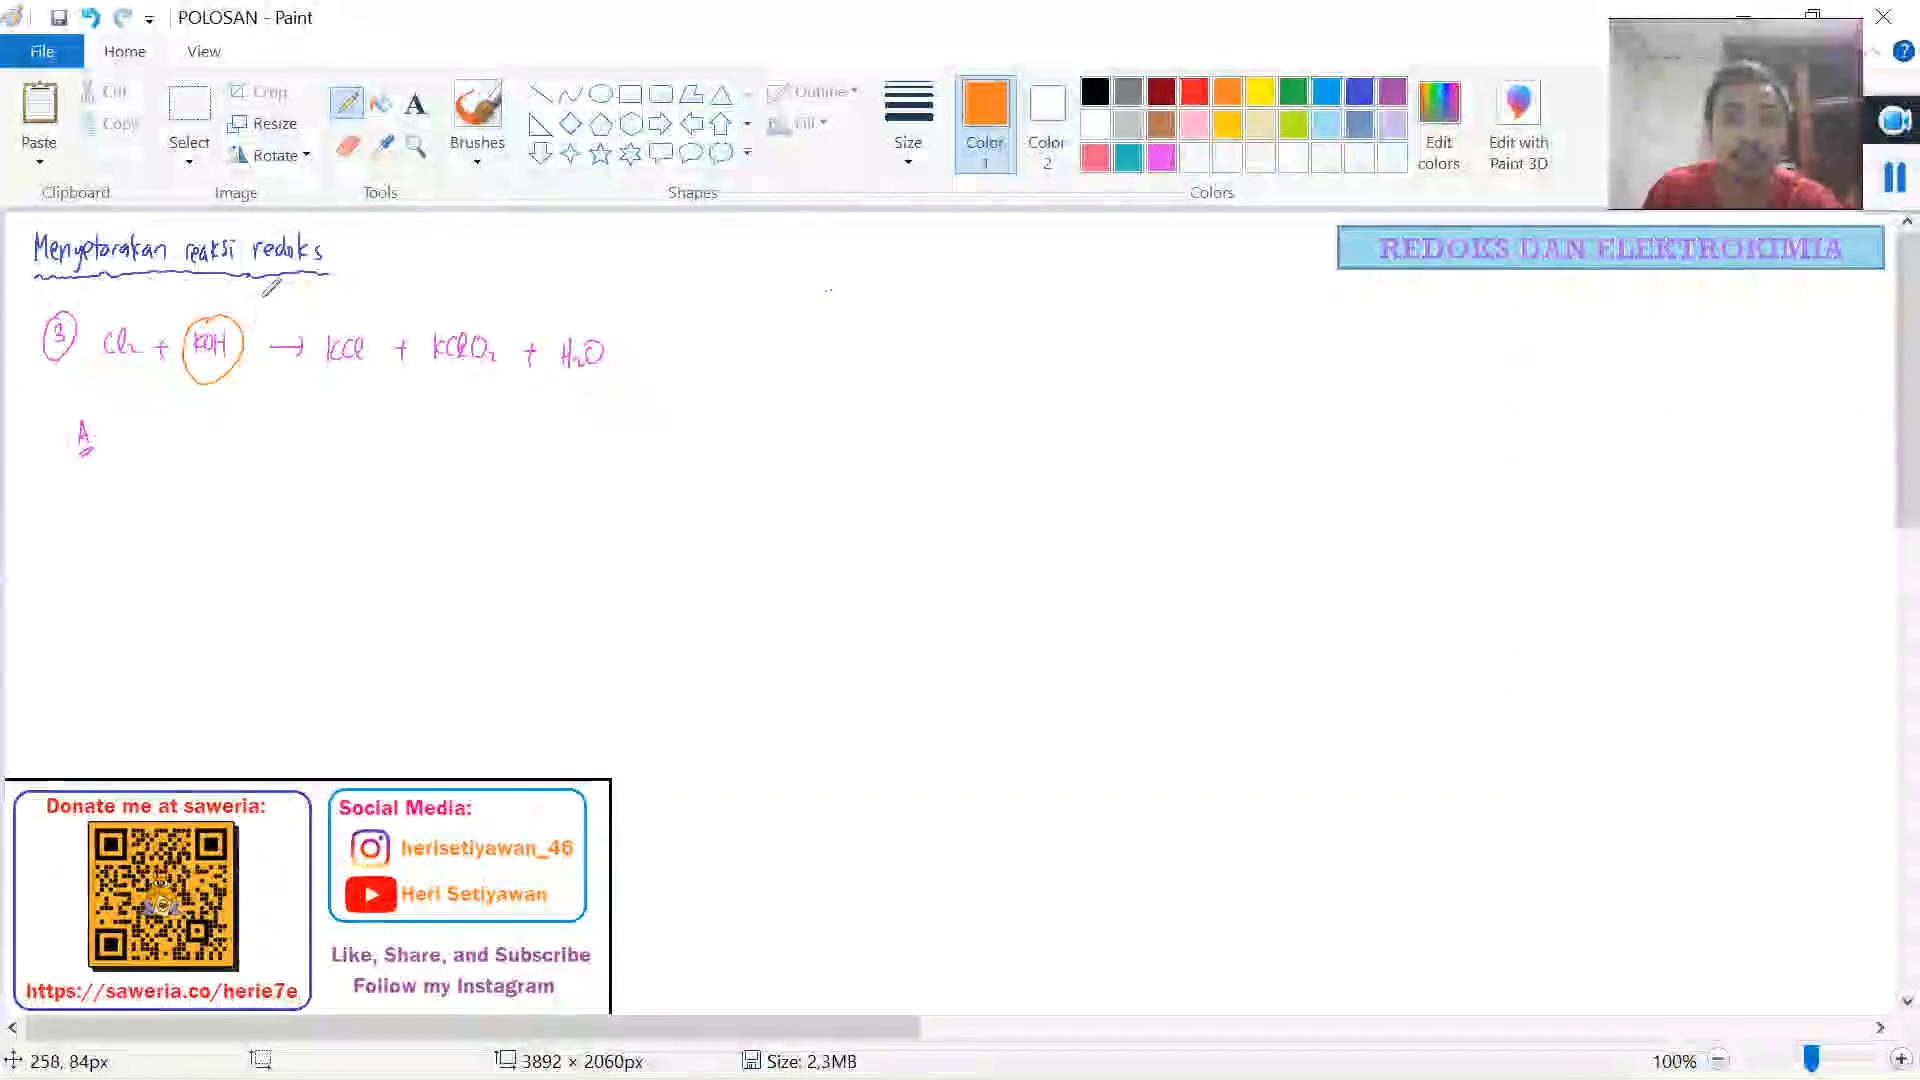 POLOSAN - Paint
File Home View
Paste
Cut
Copy
Clipboard
Select
Crop
Resize
Rotate
Image
A
Tools
Brushes
Outline
Fill
Shapes
Size
Color 1
Color 2
Edit colors
Edit with Paint 3D
Colors
?
Menyetarakan reaksi redoks
REDOKS DAN ELEKTROKIMIA
3 Cl₂ + KOH → KCl + KClO₂ + H₂O
A.
Donate me at saweria:
https://saweria.co/herie7e
Social Media:
herisetiyawan_46
Heri Setiyawan
Like, Share, and Subscribe
Follow my Instagram
258, 84px
3892 × 2060px
Size: 2,3MB
100%